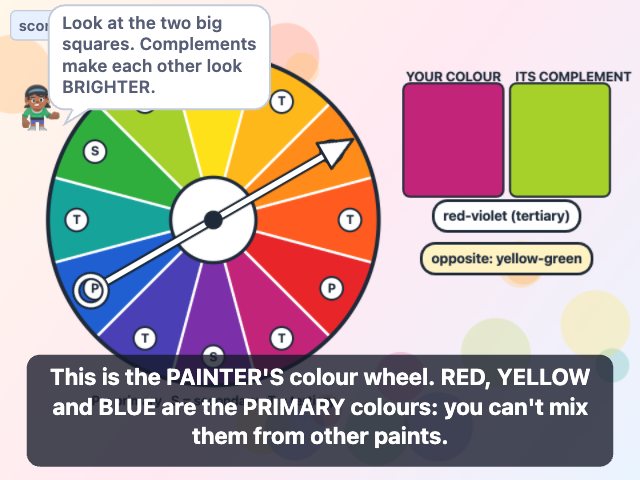 scor
Look at the two big
squares. Complements
make each other look
BRIGHTER.
YOUR COLOUR
ITS COMPLEMENT
T
S
T
T
T
P
P
T
S
T
red-violet (tertiary)
opposite: yellow-green
This is the PAINTER'S colour wheel. RED, YELLOW
and BLUE are the PRIMARY colours: you can't mix
them from other paints.